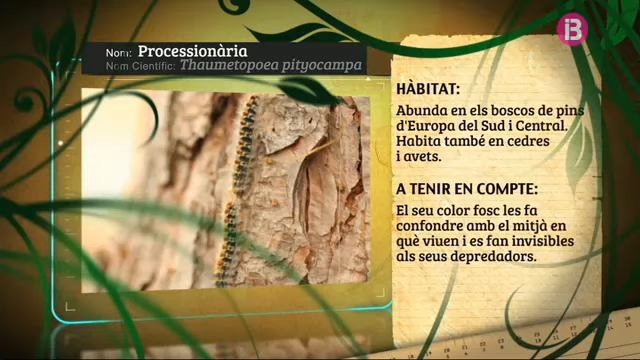 iB
Nom: Processionària
Nom Científic: Thaumetopoea pityocampa
HÀBITAT:
Abunda en els boscos de pins
d'Europa del Sud i Central.
Habita també en cedres
i avets.
A TENIR EN COMPTE:
El seu color fosc les fa
confondre amb el mitjà en
què viuen i es fan invisibles
als seus depredadors.